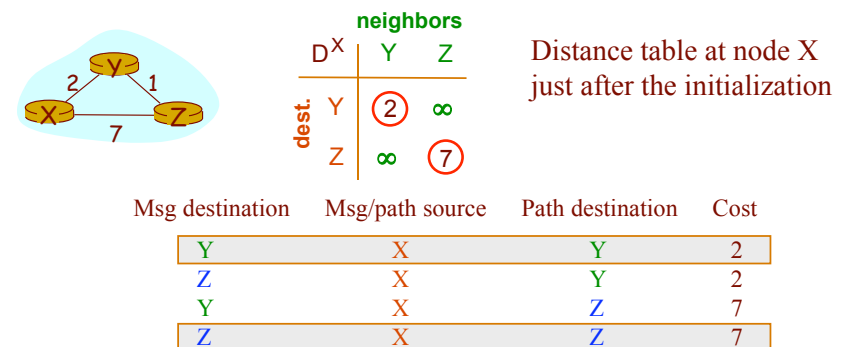 neighbors
D^X Y Z
Distance table at node X
just after the initialization
Y
2 1
X Z
7
dest.
Y 2 ∞
Z ∞ 7
Msg destination Msg/path source Path destination Cost
Y X Y 2
Z X Y 2
Y X Z 7
Z X Z 7